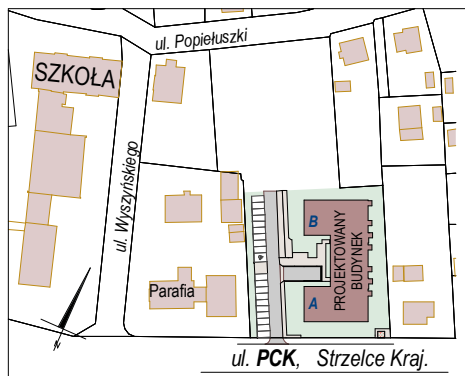 ul. Popiełuszki
SZKOŁA
ul. Wyszyńskiego
B
PROJEKTOWANY
BUDYNEK
A
Parafia
N
ul. PCK, Strzelce Kraj.